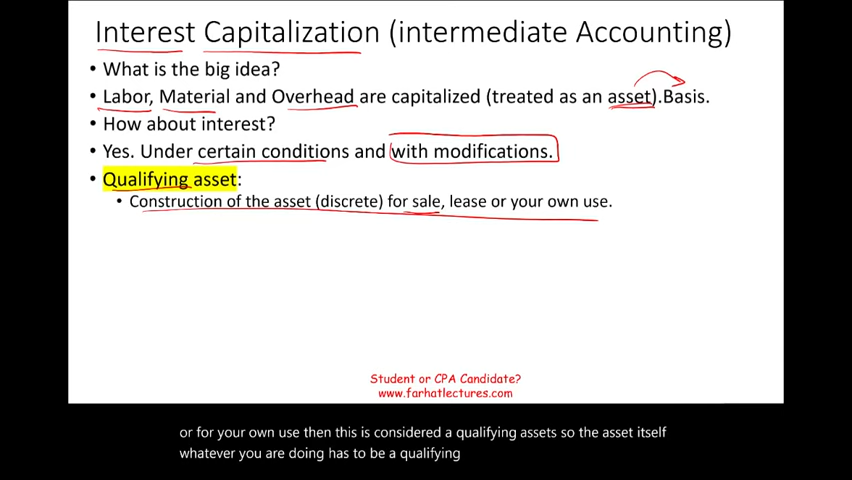 Interest Capitalization (intermediate Accounting)
• What is the big idea?
• Labor, Material and Overhead are capitalized (treated as an asset).Basis.
• How about interest?
• Yes. Under certain conditions and with modifications.
• Qualifying asset:
• Construction of the asset (discrete) for sale, lease or your own use.
Student or CPA Candidate?
www.farhatlectures.com
or for your own use then this is considered a qualifying assets so the asset itself
whatever you are doing has to be a qualifying